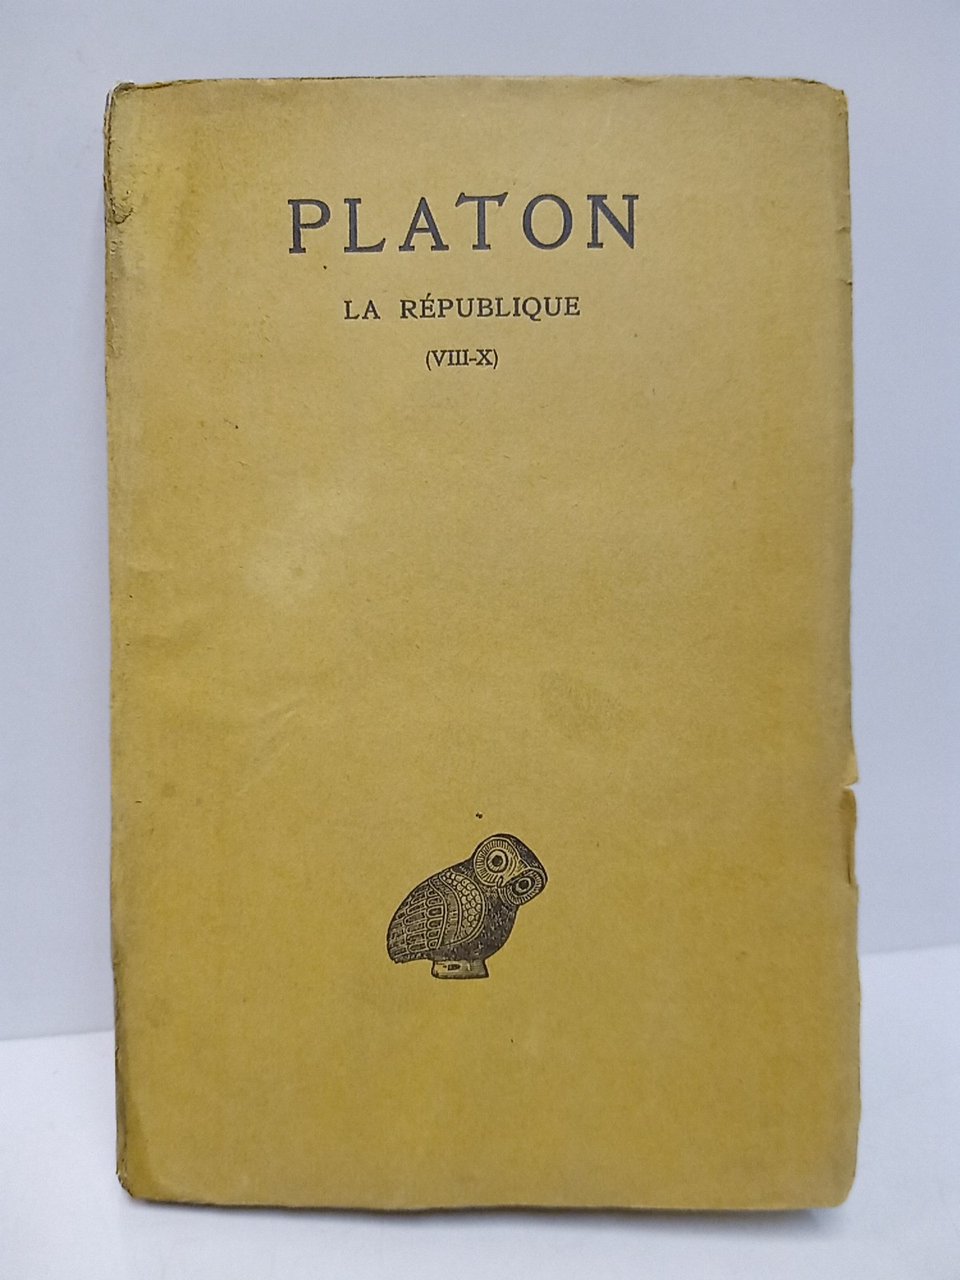 PLATON
LA RÉPUBLIQUE
(VIII-X)